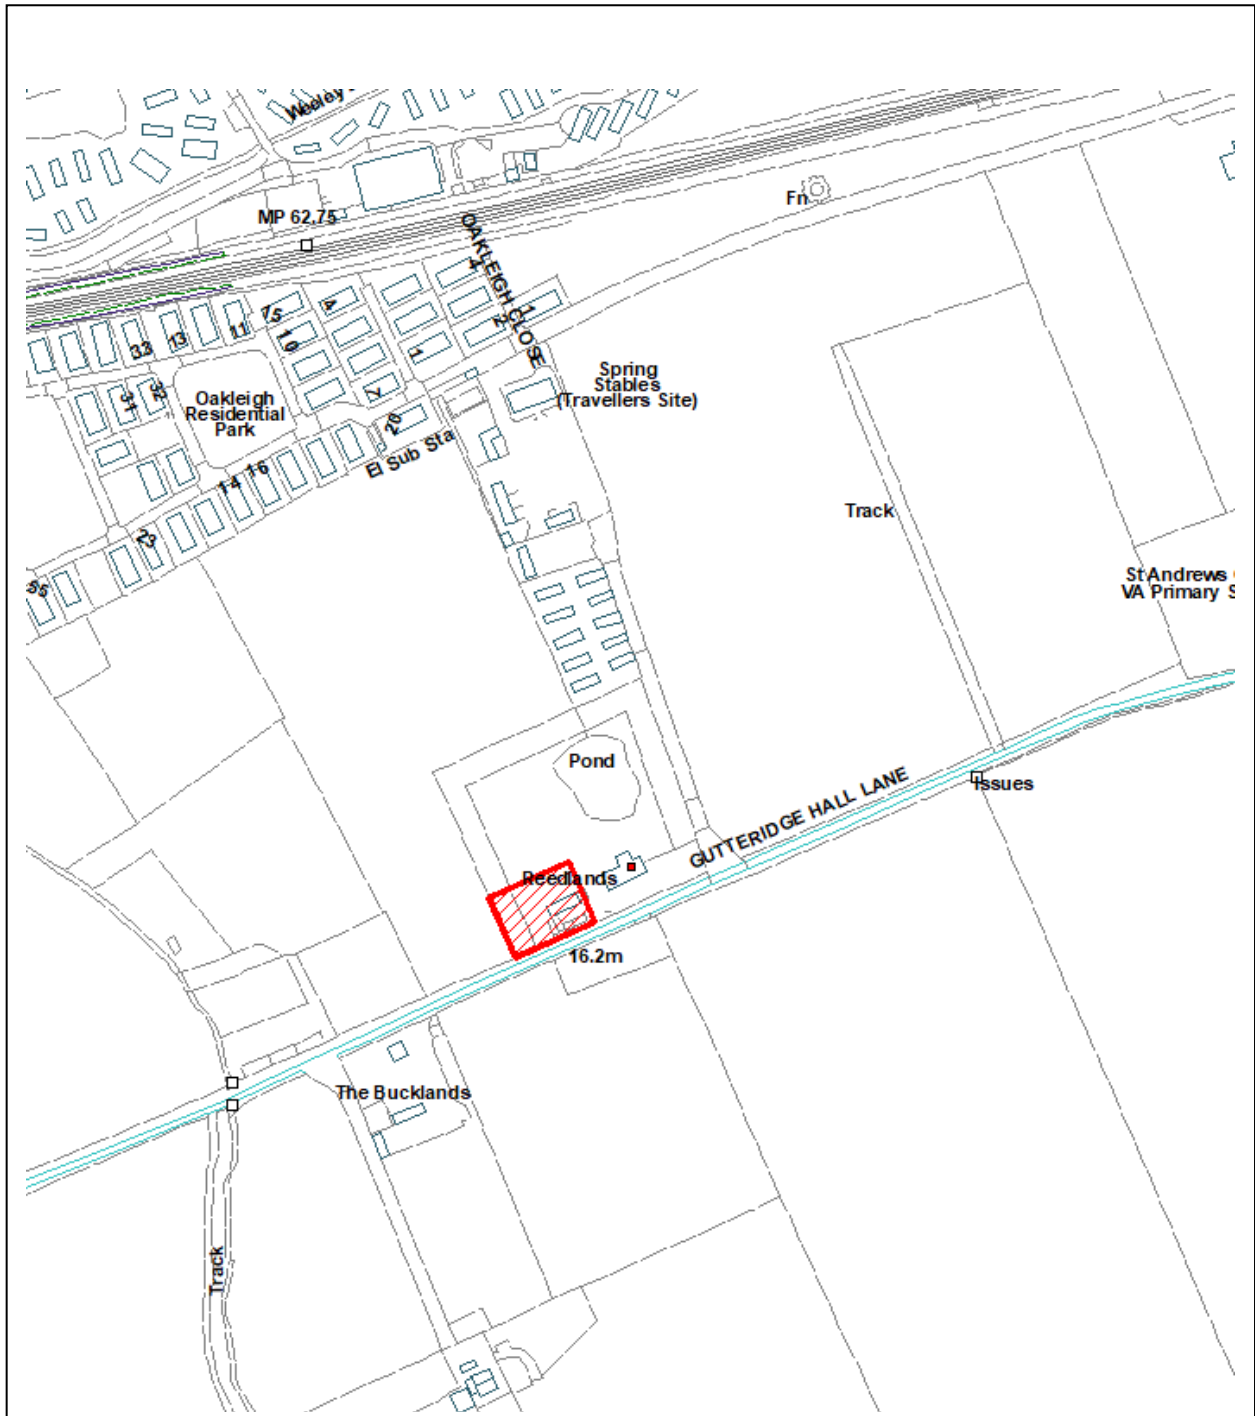 Weeley
MP 62.75
Fn
OAKLEIGH CLOSE
4
15
4
1
2
11
13
33
10
1
Spring
Stables
(Travellers Site)
32
31
Oakleigh
Residential
Park
7
20
El Sub Sta
16
14
Track
23
St Andrews
VA Primary S
55
Pond
Issues
GUTTERIDGE HALL LANE
Reedlands
16.2m
The Bucklands
Track